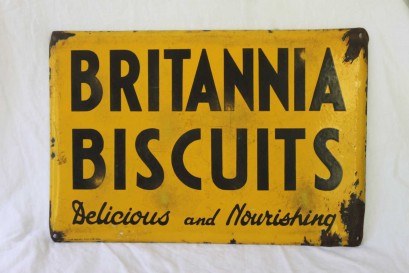 BRITANNIA
BISCUITS
Delicious and Nourishing